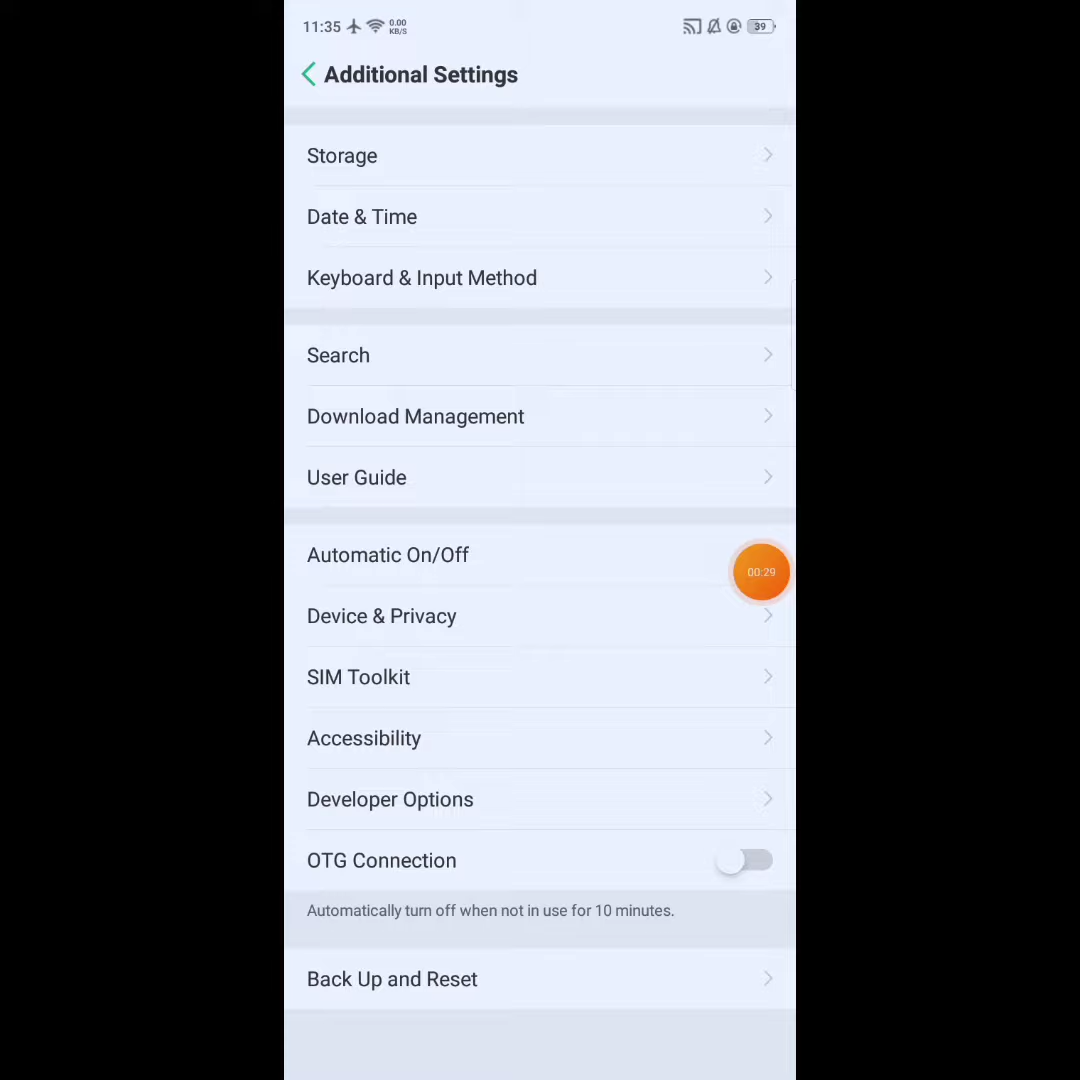 11:35 0.00 KB/S 39
Additional Settings
Storage
Date & Time
Keyboard & Input Method
Search
Download Management
User Guide
Automatic On/Off
00:29
Device & Privacy
SIM Toolkit
Accessibility
Developer Options
OTG Connection
Automatically turn off when not in use for 10 minutes.
Back Up and Reset